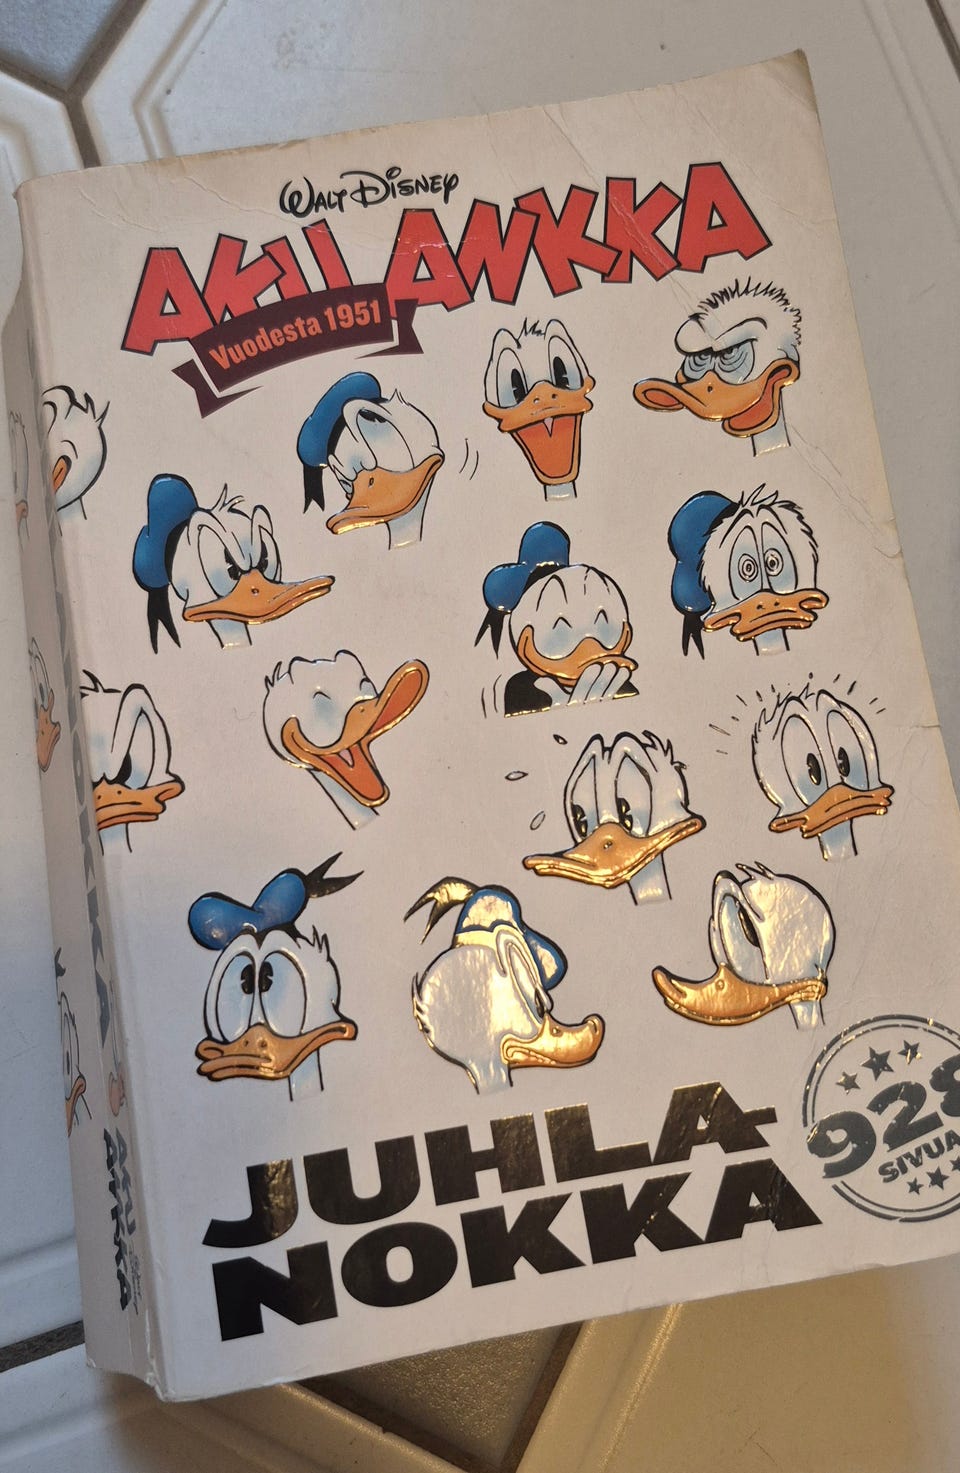 WALT DISNEY
AKU ANKKA
Vuodesta 1951
JUHLA-
NOKKA
928
SIVUA
AKU
ANKKA